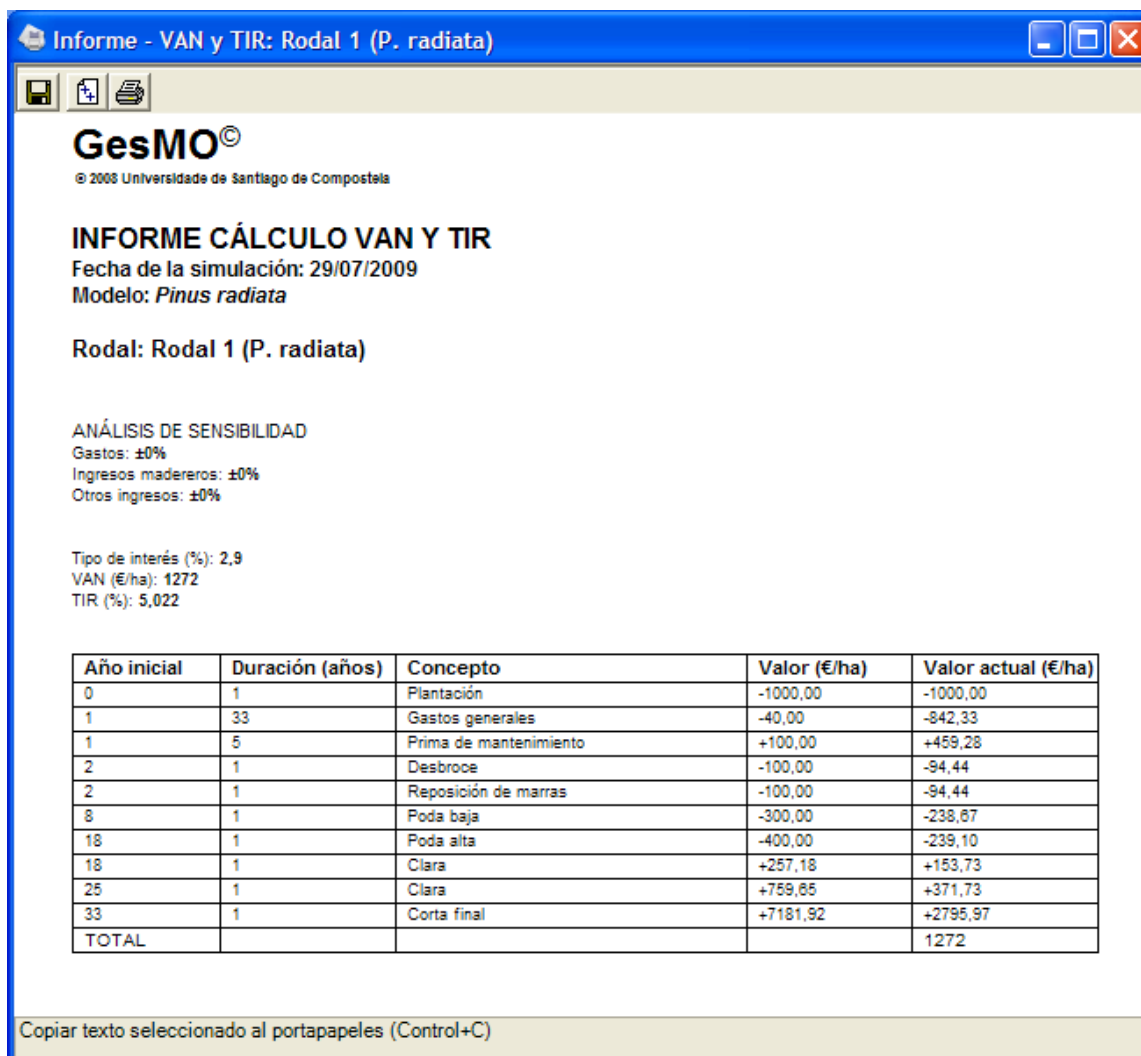 Informe - VAN y TIR: Rodal 1 (P. radiata)
GesMO©
© 2008 Universidade de Santiago de Compostela
INFORME CÁLCULO VAN Y TIR
Fecha de la simulación: 29/07/2009
Modelo: Pinus radiata
Rodal: Rodal 1 (P. radiata)
ANÁLISIS DE SENSIBILIDAD
Gastos: ±0%
Ingresos madereros: ±0%
Otros ingresos: ±0%
Tipo de interés (%): 2,9
VAN (€/ha): 1272
TIR (%): 5,022
Año inicial Duración (años) Concepto Valor (€/ha) Valor actual (€/ha)
0 1 Plantación -1000,00 -1000,00
1 33 Gastos generales -40,00 -842,33
1 5 Prima de mantenimiento +100,00 +459,28
2 1 Desbroce -100,00 -94,44
2 1 Reposición de marras -100,00 -94,44
8 1 Poda baja -300,00 -238,67
18 1 Poda alta -400,00 -239,10
18 1 Clara +257,18 +153,73
25 1 Clara +759,65 +371,73
33 1 Corta final +7181,92 +2795,97
TOTAL 1272
Copiar texto seleccionado al portapapeles (Control+C)